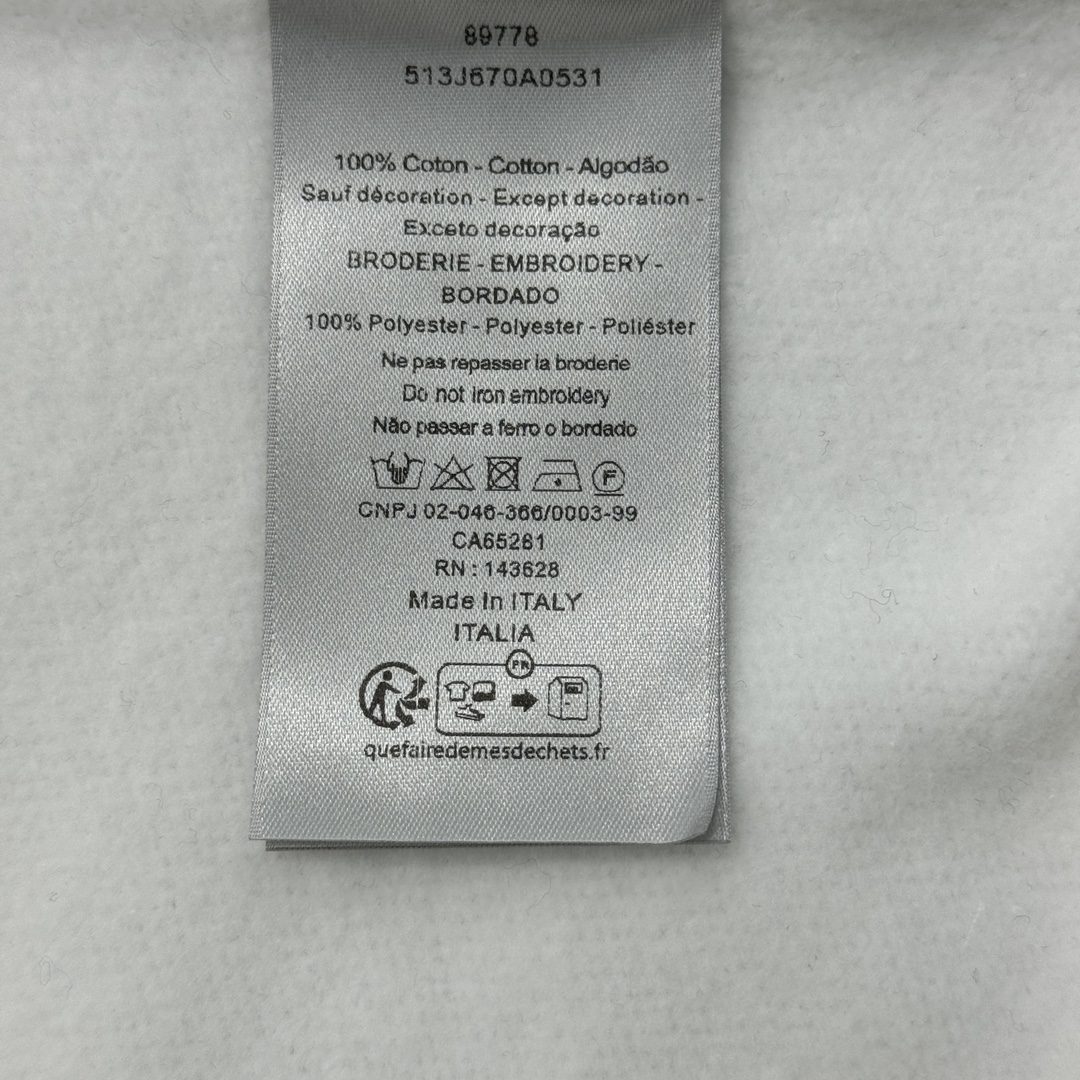 89778
513J670A0531
100% Coton - Cotton - Algodão
Sauf décoration - Except decoration -
Exceto decoração
BRODERIE - EMBROIDERY -
BORDADO
100% Polyester - Polyester - Poliéster
Ne pas repasser la broderie
Do not iron embroidery
Não passar a ferro o bordado
F
CNPJ 02-046-366/0003-99
CA65281
RN : 143628
Made In ITALY
ITALIA
FR
quefairedemesdechets.fr